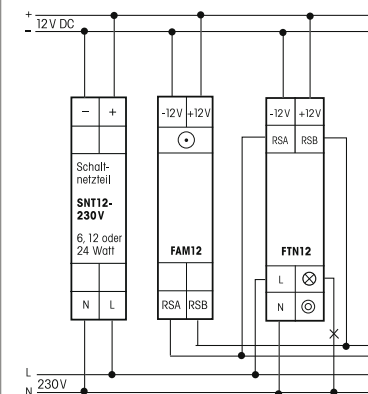 +
12V DC
−
− +
-12V +12V
-12V +12V
RSA RSB
Schalt-
netzteil
SNT12-
230V
6, 12 oder
24 Watt
FAM12
FTN12
L
N
N L
RSA RSB
L
230V
N